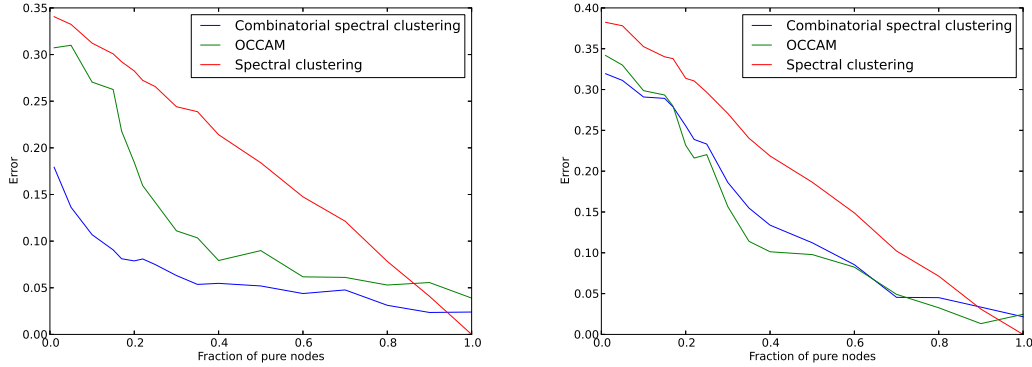 0.35
0.30
0.25
0.20
0.15
0.10
0.05
0.00
Error
0.0 0.2 0.4 0.6 0.8 1.0
Fraction of pure nodes
Combinatorial spectral clustering
OCCAM
Spectral clustering
0.40
0.35
0.30
0.25
0.20
0.15
0.10
0.05
0.00
Error
0.0 0.2 0.4 0.6 0.8 1.0
Fraction of pure nodes
Combinatorial spectral clustering
OCCAM
Spectral clustering